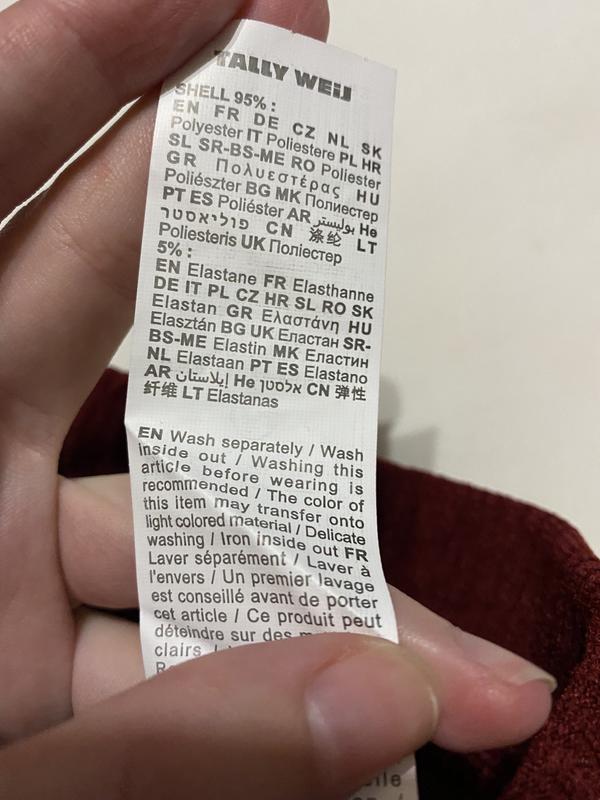 TALLY WEiJL
SHELL 95% :
EN FR DE CZ NL SK
Polyester IT Poliestere PL HR
SL SR-BS-ME RO Poliester
GR Πολυεστέρας HU
Poliészter BG MK Полиестер
PT ES Poliéster AR بوليستر He
פוליאסטר CN 涤纶 LT
Poliesteris UK Поліестер
5% :
EN Elastane FR Elasthanne
DE IT PL CZ HR SL RO SK
Elastan GR Ελαστάνη HU
Elasztán BG UK Еластан SR-
BS-ME Elastin MK Еластин
NL Elastaan PT ES Elastano
AR إيلاستان He אלסטן CN 弹性
纤维 LT Elastanas
EN Wash separately / Wash
inside out / Washing this
article before wearing is
recommended / The color of
this item may transfer onto
light colored material / Delicate
washing / Iron inside out FR
Laver séparément / Laver à
l'envers / Un premier lavage
est conseillé avant de porter
cet article / Ce produit peut
déteindre sur des
clairs